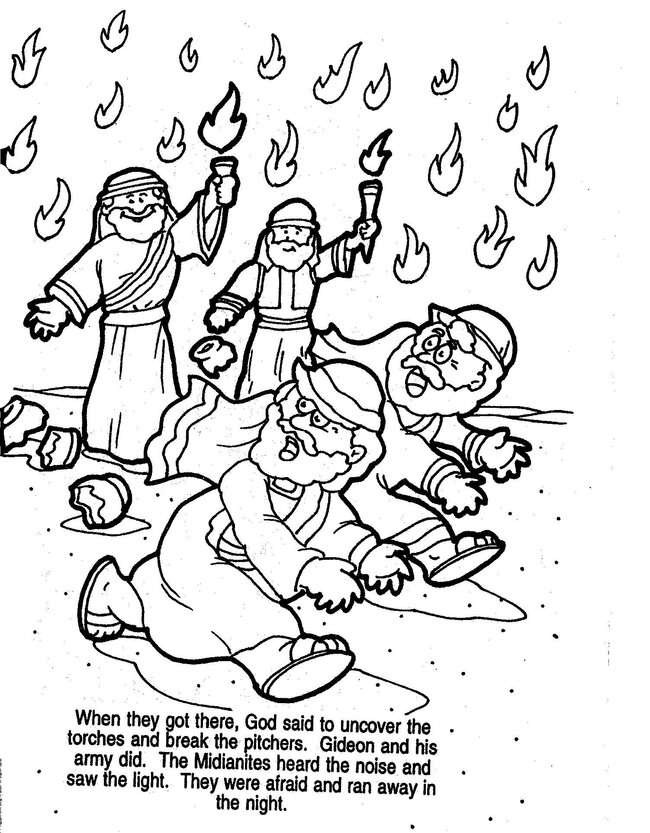 When they got there, God said to uncover the
torches and break the pitchers.  Gideon and his
army did.  The Midianites heard the noise and
saw the light.  They were afraid and ran away in
the night.